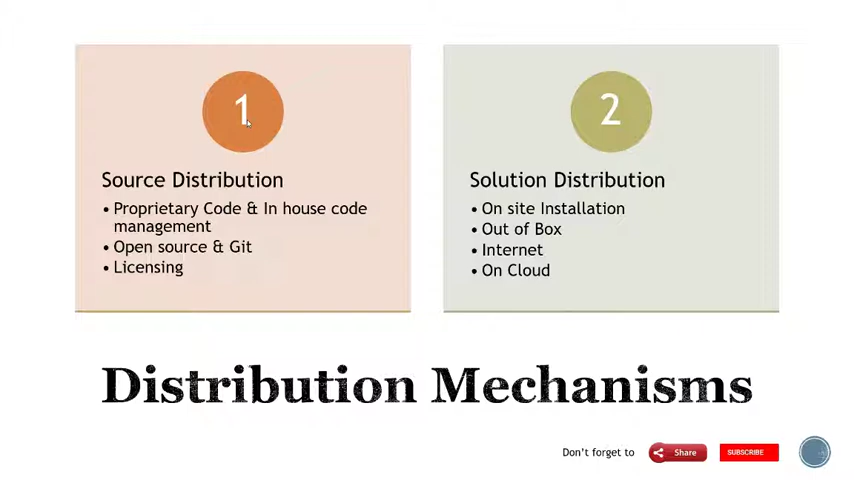 1
Source Distribution
• Proprietary Code & In house code
management
• Open source & Git
• Licensing
2
Solution Distribution
• On site Installation
• Out of Box
• Internet
• On Cloud
Distribution Mechanisms
Don't forget to
Share
SUBSCRIBE